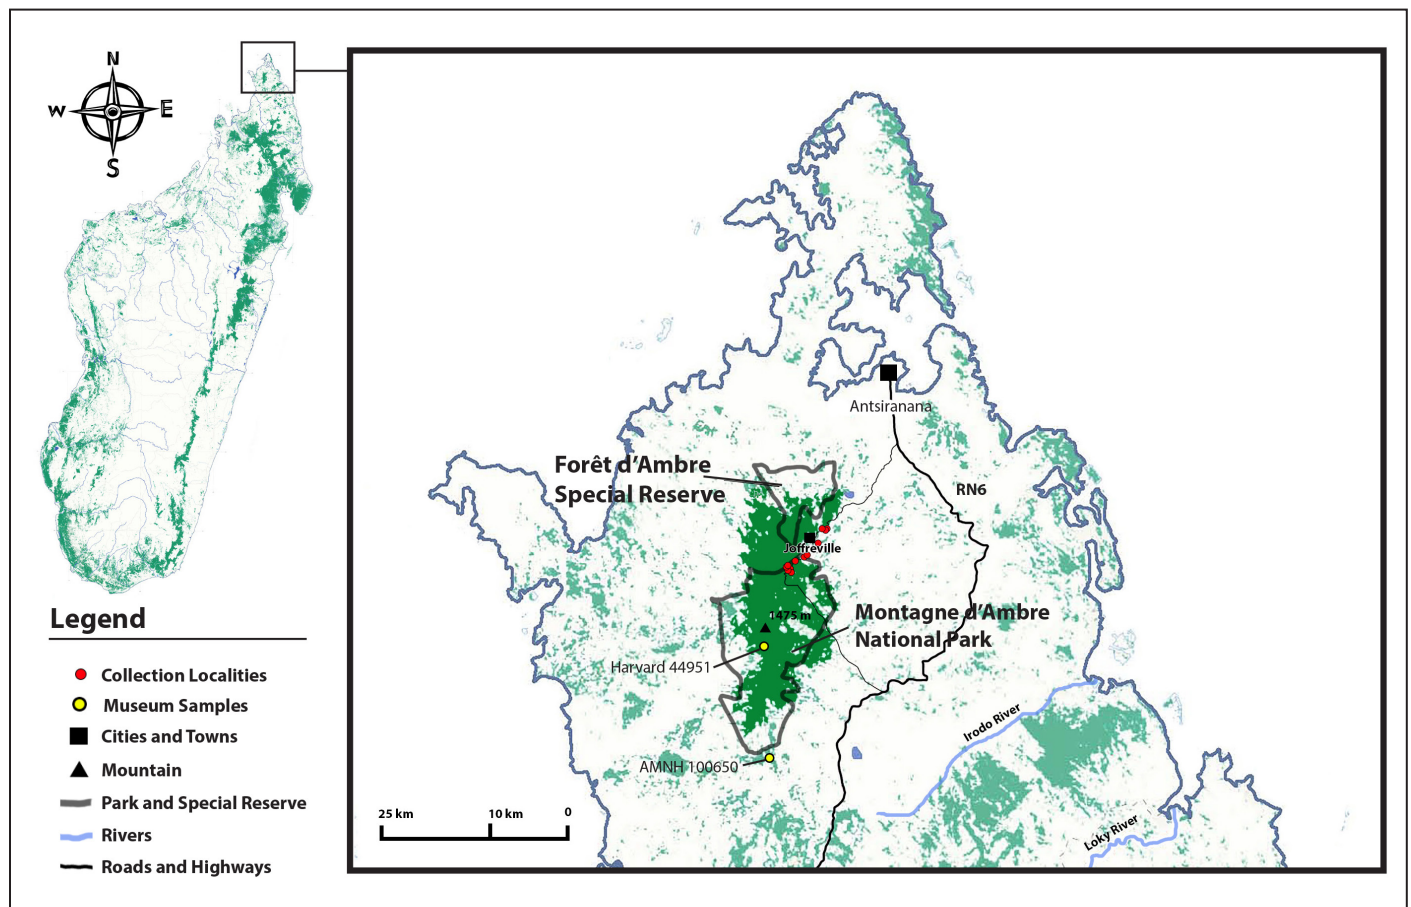 N
W
E
S
Antsiranana
RN6
Forêt d'Ambre
Special Reserve
Joffreville
1475 m
Montagne d'Ambre
National Park
Harvard 44951
AMNH 100650
Irodo River
Loky River
25 km
10 km
0
Legend
Collection Localities
Museum Samples
Cities and Towns
Mountain
Park and Special Reserve
Rivers
Roads and Highways